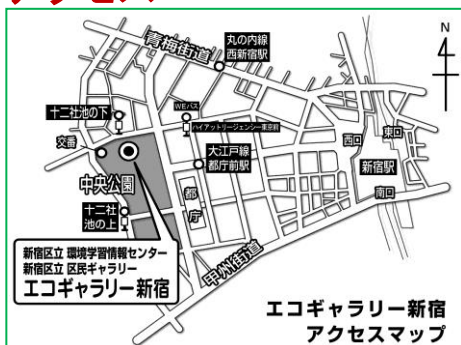 アクセス
青梅街道
丸の内線
西新宿駅
N
十二社池の下
WEバス
ハイアットリージェンシー東京前
交番
大江戸線
都庁前駅
西口
東口
新宿駅
中央公園
都庁
南口
十二社
池の上
甲州街道
新宿区立 環境学習情報センター
新宿区立 区民ギャラリー
エコギャラリー新宿
エコギャラリー新宿
アクセスマップ